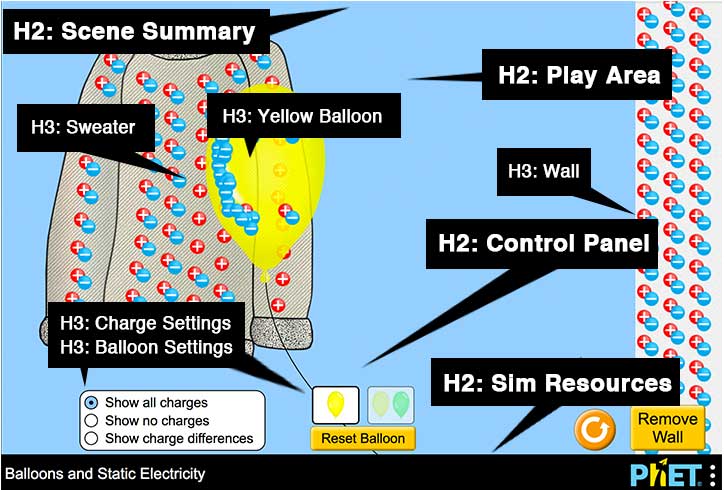 H2: Scene Summary
H2: Play Area
H3: Sweater
H3: Yellow Balloon
H3: Wall
H2: Control Panel
H3: Charge Settings
H3: Balloon Settings
H2: Sim Resources
Show all charges
Show no charges
Show charge differences
Reset Balloon
Remove
Wall
Balloons and Static Electricity
PhET